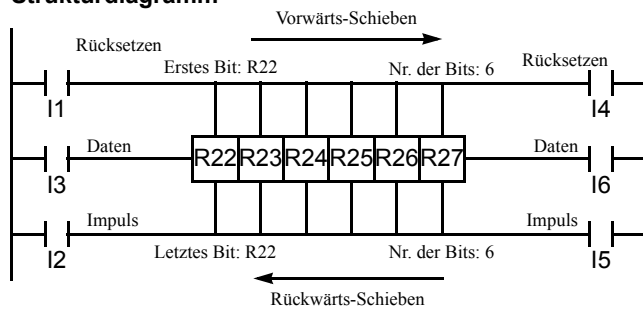 Strukturdiagramm
Vorwärts-Schieben
Rücksetzen
Erstes Bit: R22
Nr. der Bits: 6
Rücksetzen
I1
I4
Daten
R22 R23 R24 R25 R26 R27
Daten
I3
I6
Impuls
Impuls
I2
Letztes Bit: R22
Nr. der Bits: 6
I5
Rückwärts-Schieben